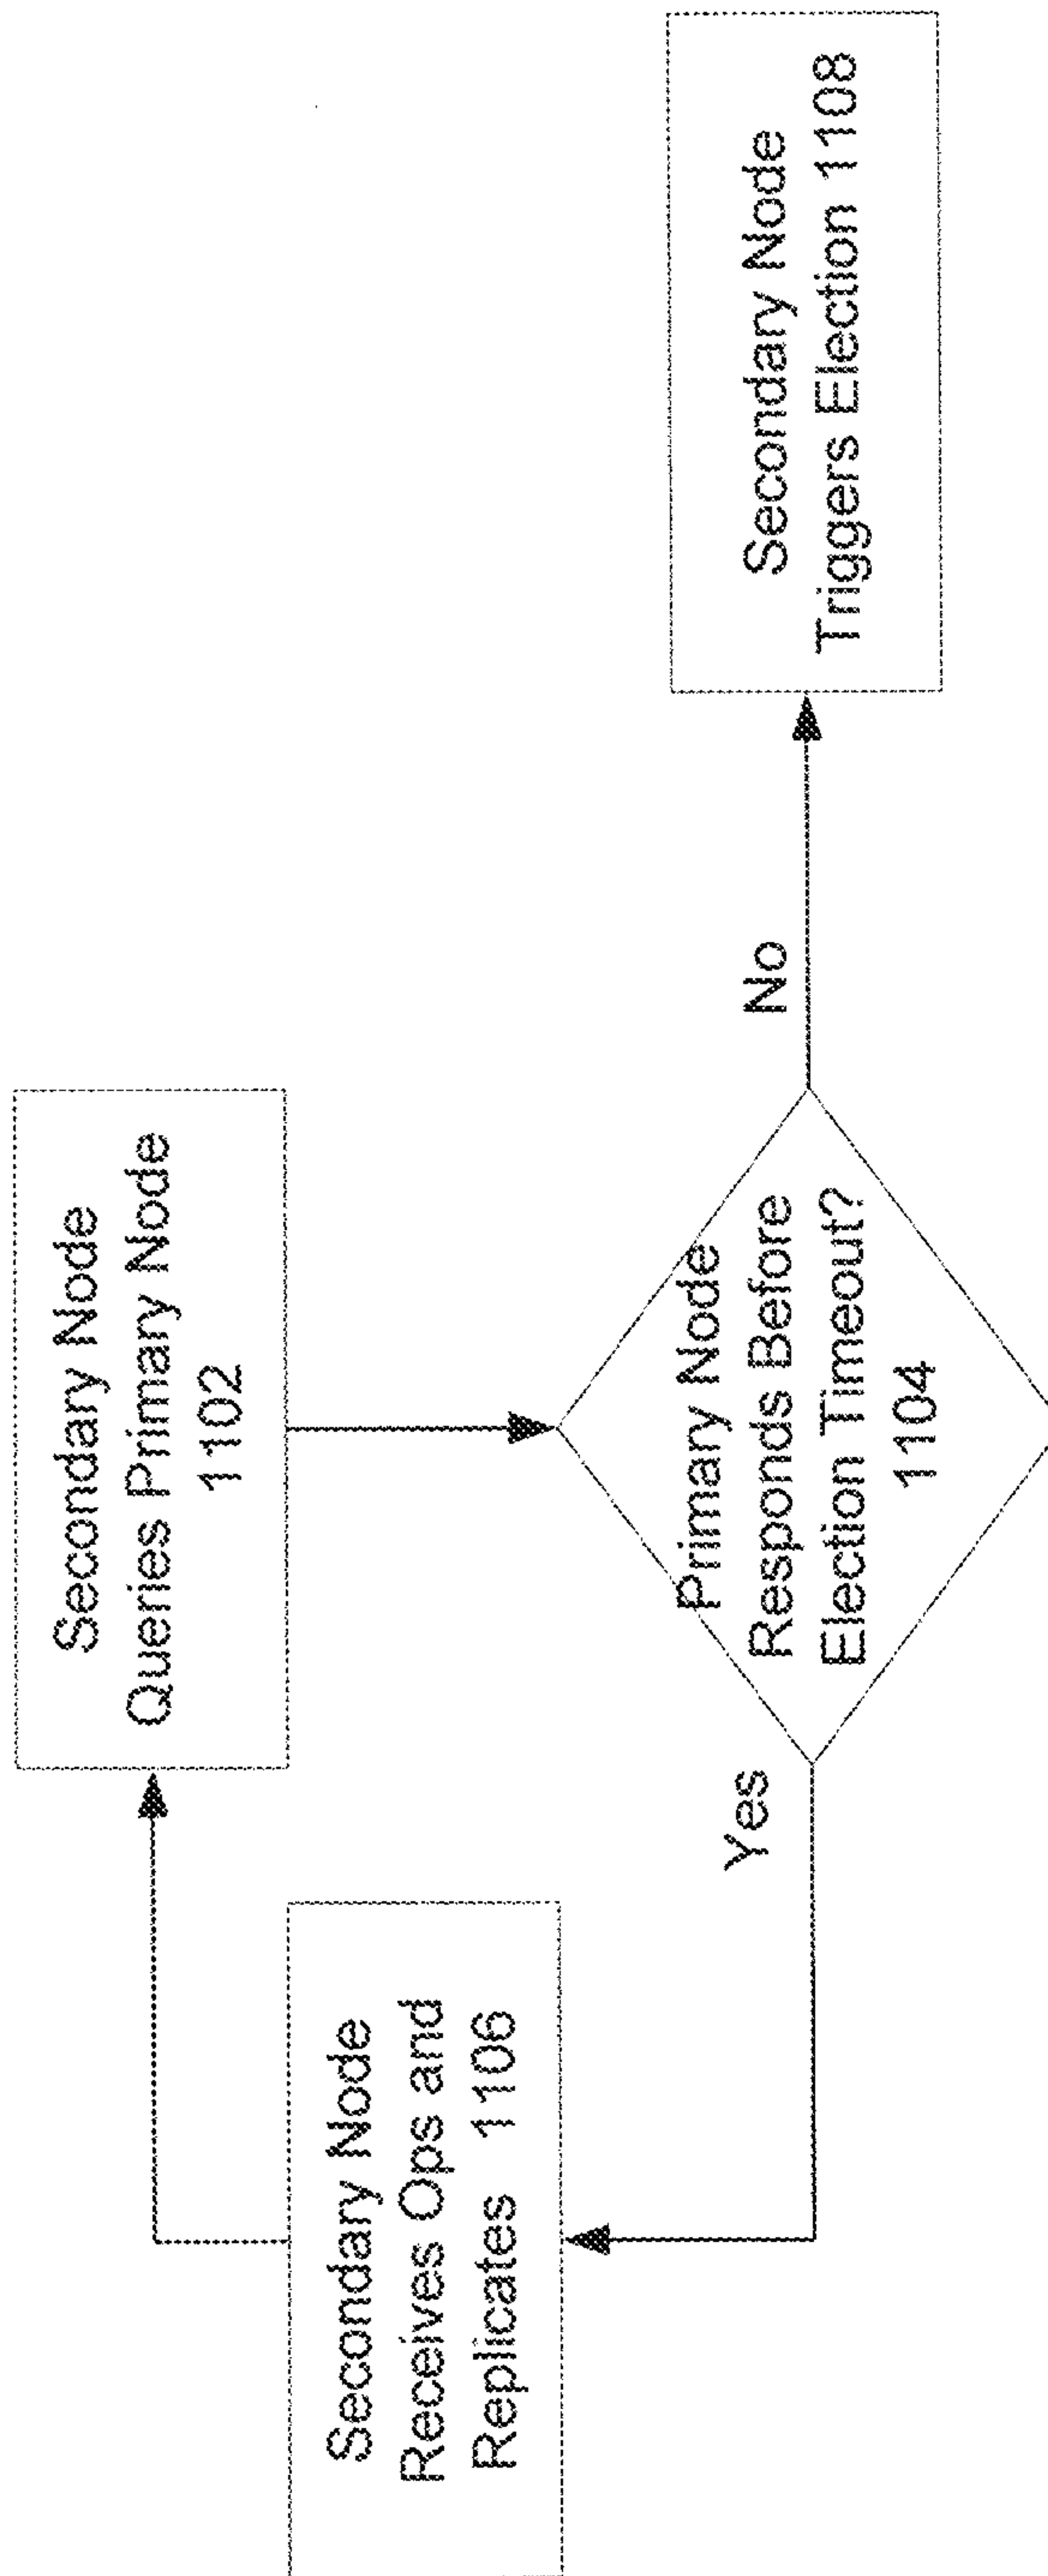 Secondary Node
Queries Primary Node
1102
Primary Node
Responds Before
Election Timeout?
1104
Yes
No
Secondary Node
Receives Ops and
Replicates 1106
Secondary Node
Triggers Election 1108